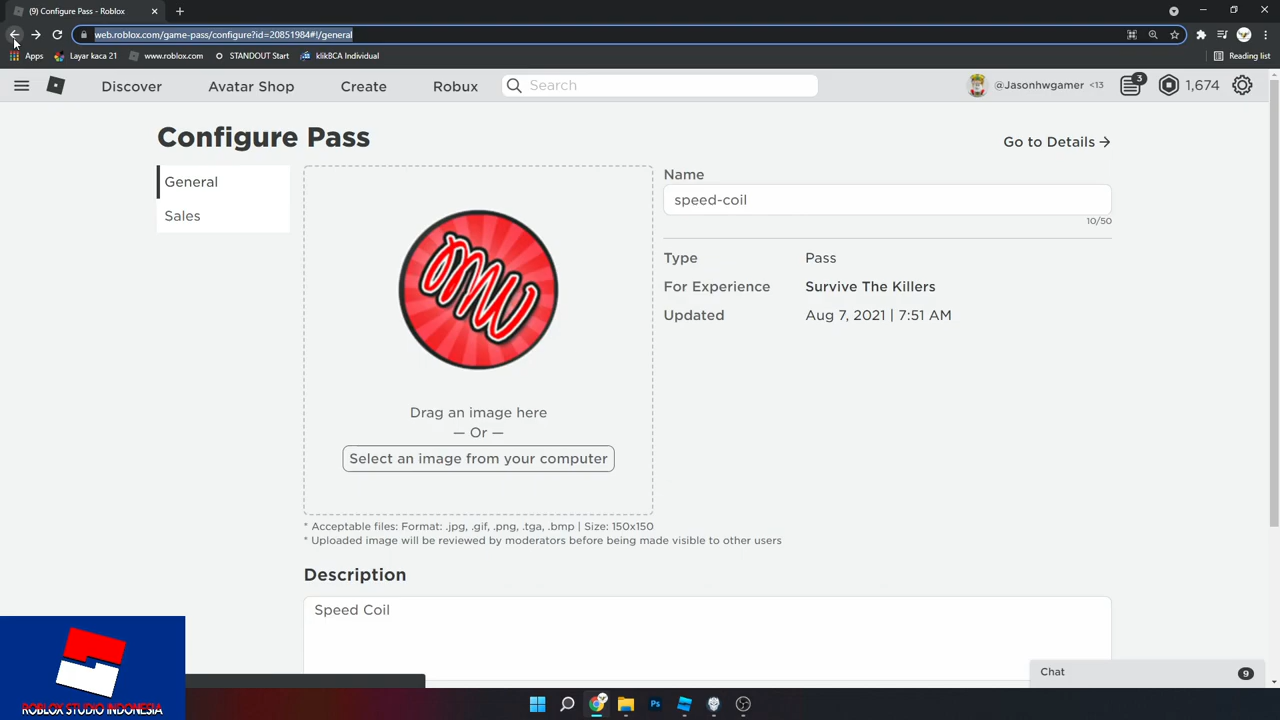 (9) Configure Pass - Roblox
web.roblox.com/game-pass/configure?id=20851984#!/general
Apps
Layar kaca 21
www.roblox.com
STANDOUT Start
klikBCA Individual
Reading list
Discover
Avatar Shop
Create
Robux
Search
@Jasonhwgamer <13
3
1,674
Configure Pass
Go to Details
General
Sales
Name
speed-coil
10/50
Type Pass
For Experience Survive The Killers
Updated Aug 7, 2021 | 7:51 AM
Drag an image here
— Or —
Select an image from your computer
* Acceptable files: Format: .jpg, .gif, .png, .tga, .bmp | Size: 150x150
* Uploaded image will be reviewed by moderators before being made visible to other users
Description
Speed Coil
ROBLOX STUDIO INDONESIA
Chat 9
Ps